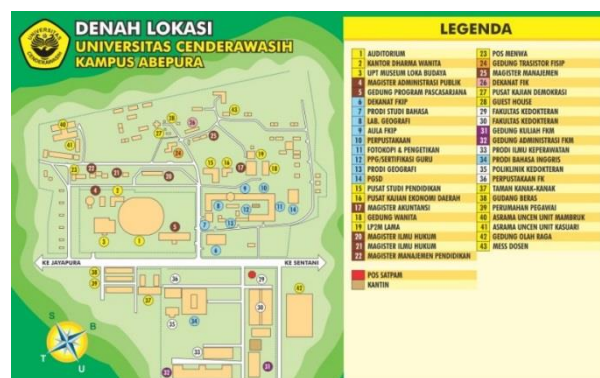 DENAH LOKASI
UNIVERSITAS CENDERAWASIH
KAMPUS ABEPURA
UNIVERSITAS
CENDERAWASIH
KE JAYAPURA
KE SENTANI
S
B
T
U
LEGENDA
1 AUDITORIUM
2 KANTOR DHARMA WANITA
3 UPT MUSEUM LOKA BUDAYA
4 MAGISTER ADMINISTRASI PUBLIK
5 GEDUNG PROGRAM PASCASARJANA
6 DEKANAT FKIP
7 PRODI STUDI BAHASA
8 LAB. GEOGRAFI
9 AULA FKIP
10 PERPUSTAKAAN
11 FOTOKOPI & PENGETIKAN
12 PPG/SERTIFIKASI GURU
13 PRODI GEOGRAFI
14 PGSD
15 PUSAT STUDI PENDIDIKAN
16 PUSAT KAJIAN EKONOMI DAERAH
17 MAGISTER AKUNTANSI
18 GEDUNG WANITA
19 LP2M LAMA
20 MAGISTER ILMU HUKUM
21 MAGISTER ILMU HUKUM
22 MAGISTER MANAJEMEN PENDIDIKAN
POS SATPAM
KANTIN
23 POS MENWA
24 GEDUNG TRASISTOR FISIP
25 MAGISTER MANAJEMEN
26 DEKANAT FIK
27 PUSAT KAJIAN DEMOKRASI
28 GUEST HOUSE
29 FAKULTAS KEDOKTERAN
30 FAKULTAS KEDOKTERAN
31 GEDUNG KULIAH FKM
32 GEDUNG ADMINISTRASI FKM
33 PRODI ILMU KEPERAWATAN
34 PRODI BAHASA INGGRIS
35 POLIKLINIK KEDOKTERAN
36 PERPUSTAKAAN FK
37 TAMAN KANAK-KANAK
38 GUDANG BERAS
39 PERUMAHAN PEGAWAI
40 ASRAMA UNCEN UNIT MAMBRUK
41 ASRAMA UNCEN UNIT KASUARI
42 GEDUNG OLAH RAGA
43 MESS DOSEN